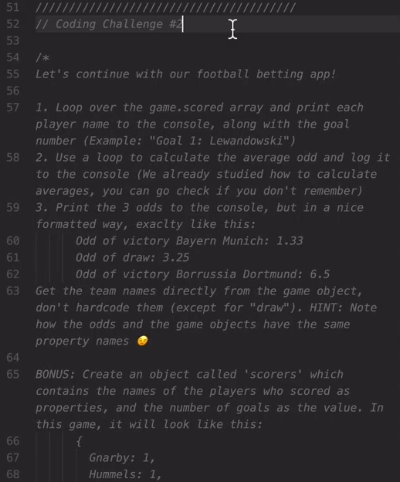 51 ///////////////////////////////////////
52 // Coding Challenge #2
53
54 /*
55 Let's continue with our football betting app!
56
57 1. Loop over the game.scored array and print each
player name to the console, along with the goal
number (Example: "Goal 1: Lewandowski")
58 2. Use a loop to calculate the average odd and log it
to the console (We already studied how to calculate
averages, you can go check if you don't remember)
59 3. Print the 3 odds to the console, but in a nice
formatted way, exaclty like this:
60 Odd of victory Bayern Munich: 1.33
61 Odd of draw: 3.25
62 Odd of victory Borrussia Dortmund: 6.5
63 Get the team names directly from the game object,
don't hardcode them (except for "draw"). HINT: Note
how the odds and the game objects have the same
property names 😉
64
65 BONUS: Create an object called 'scorers' which
contains the names of the players who scored as
properties, and the number of goals as the value. In
this game, it will look like this:
66 {
67 Gnarby: 1,
68 Hummels: 1,